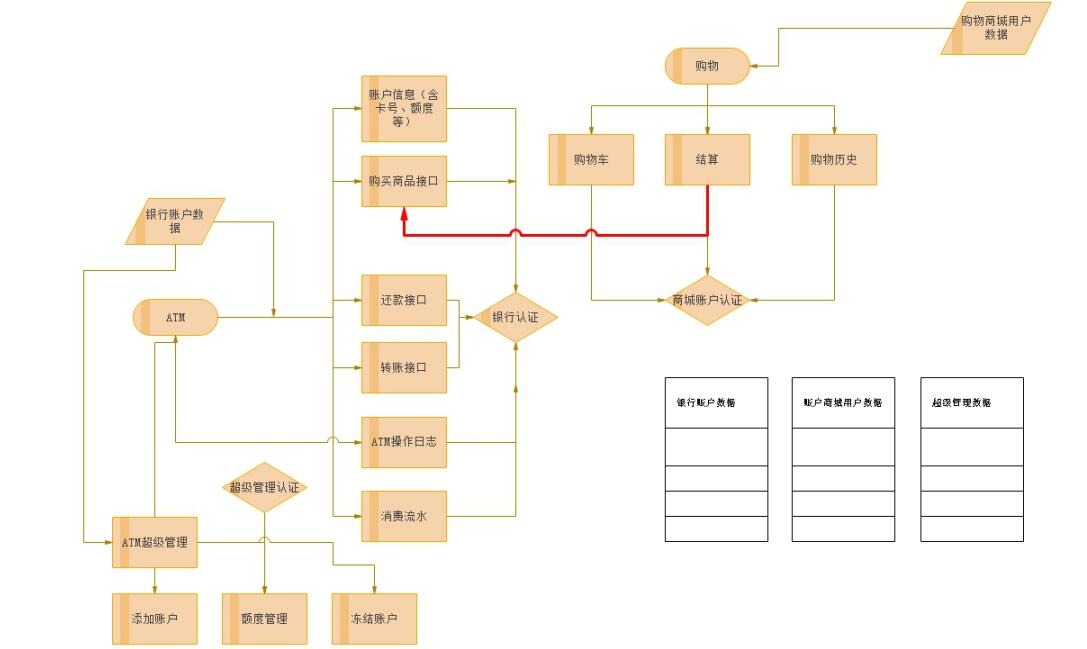 购物商城用户
数据
购物
账户信息（含
卡号、额度
等）
购物车
结算
购物历史
购买商品接口
银行账户数
据
还款接口
商城账户认证
ATM
银行认证
转账接口
银行账户数据
账户商城用户数据
超级管理数据
ATM操作日志
超级管理认证
消费流水
ATM超级管理
添加账户
额度管理
冻结账户